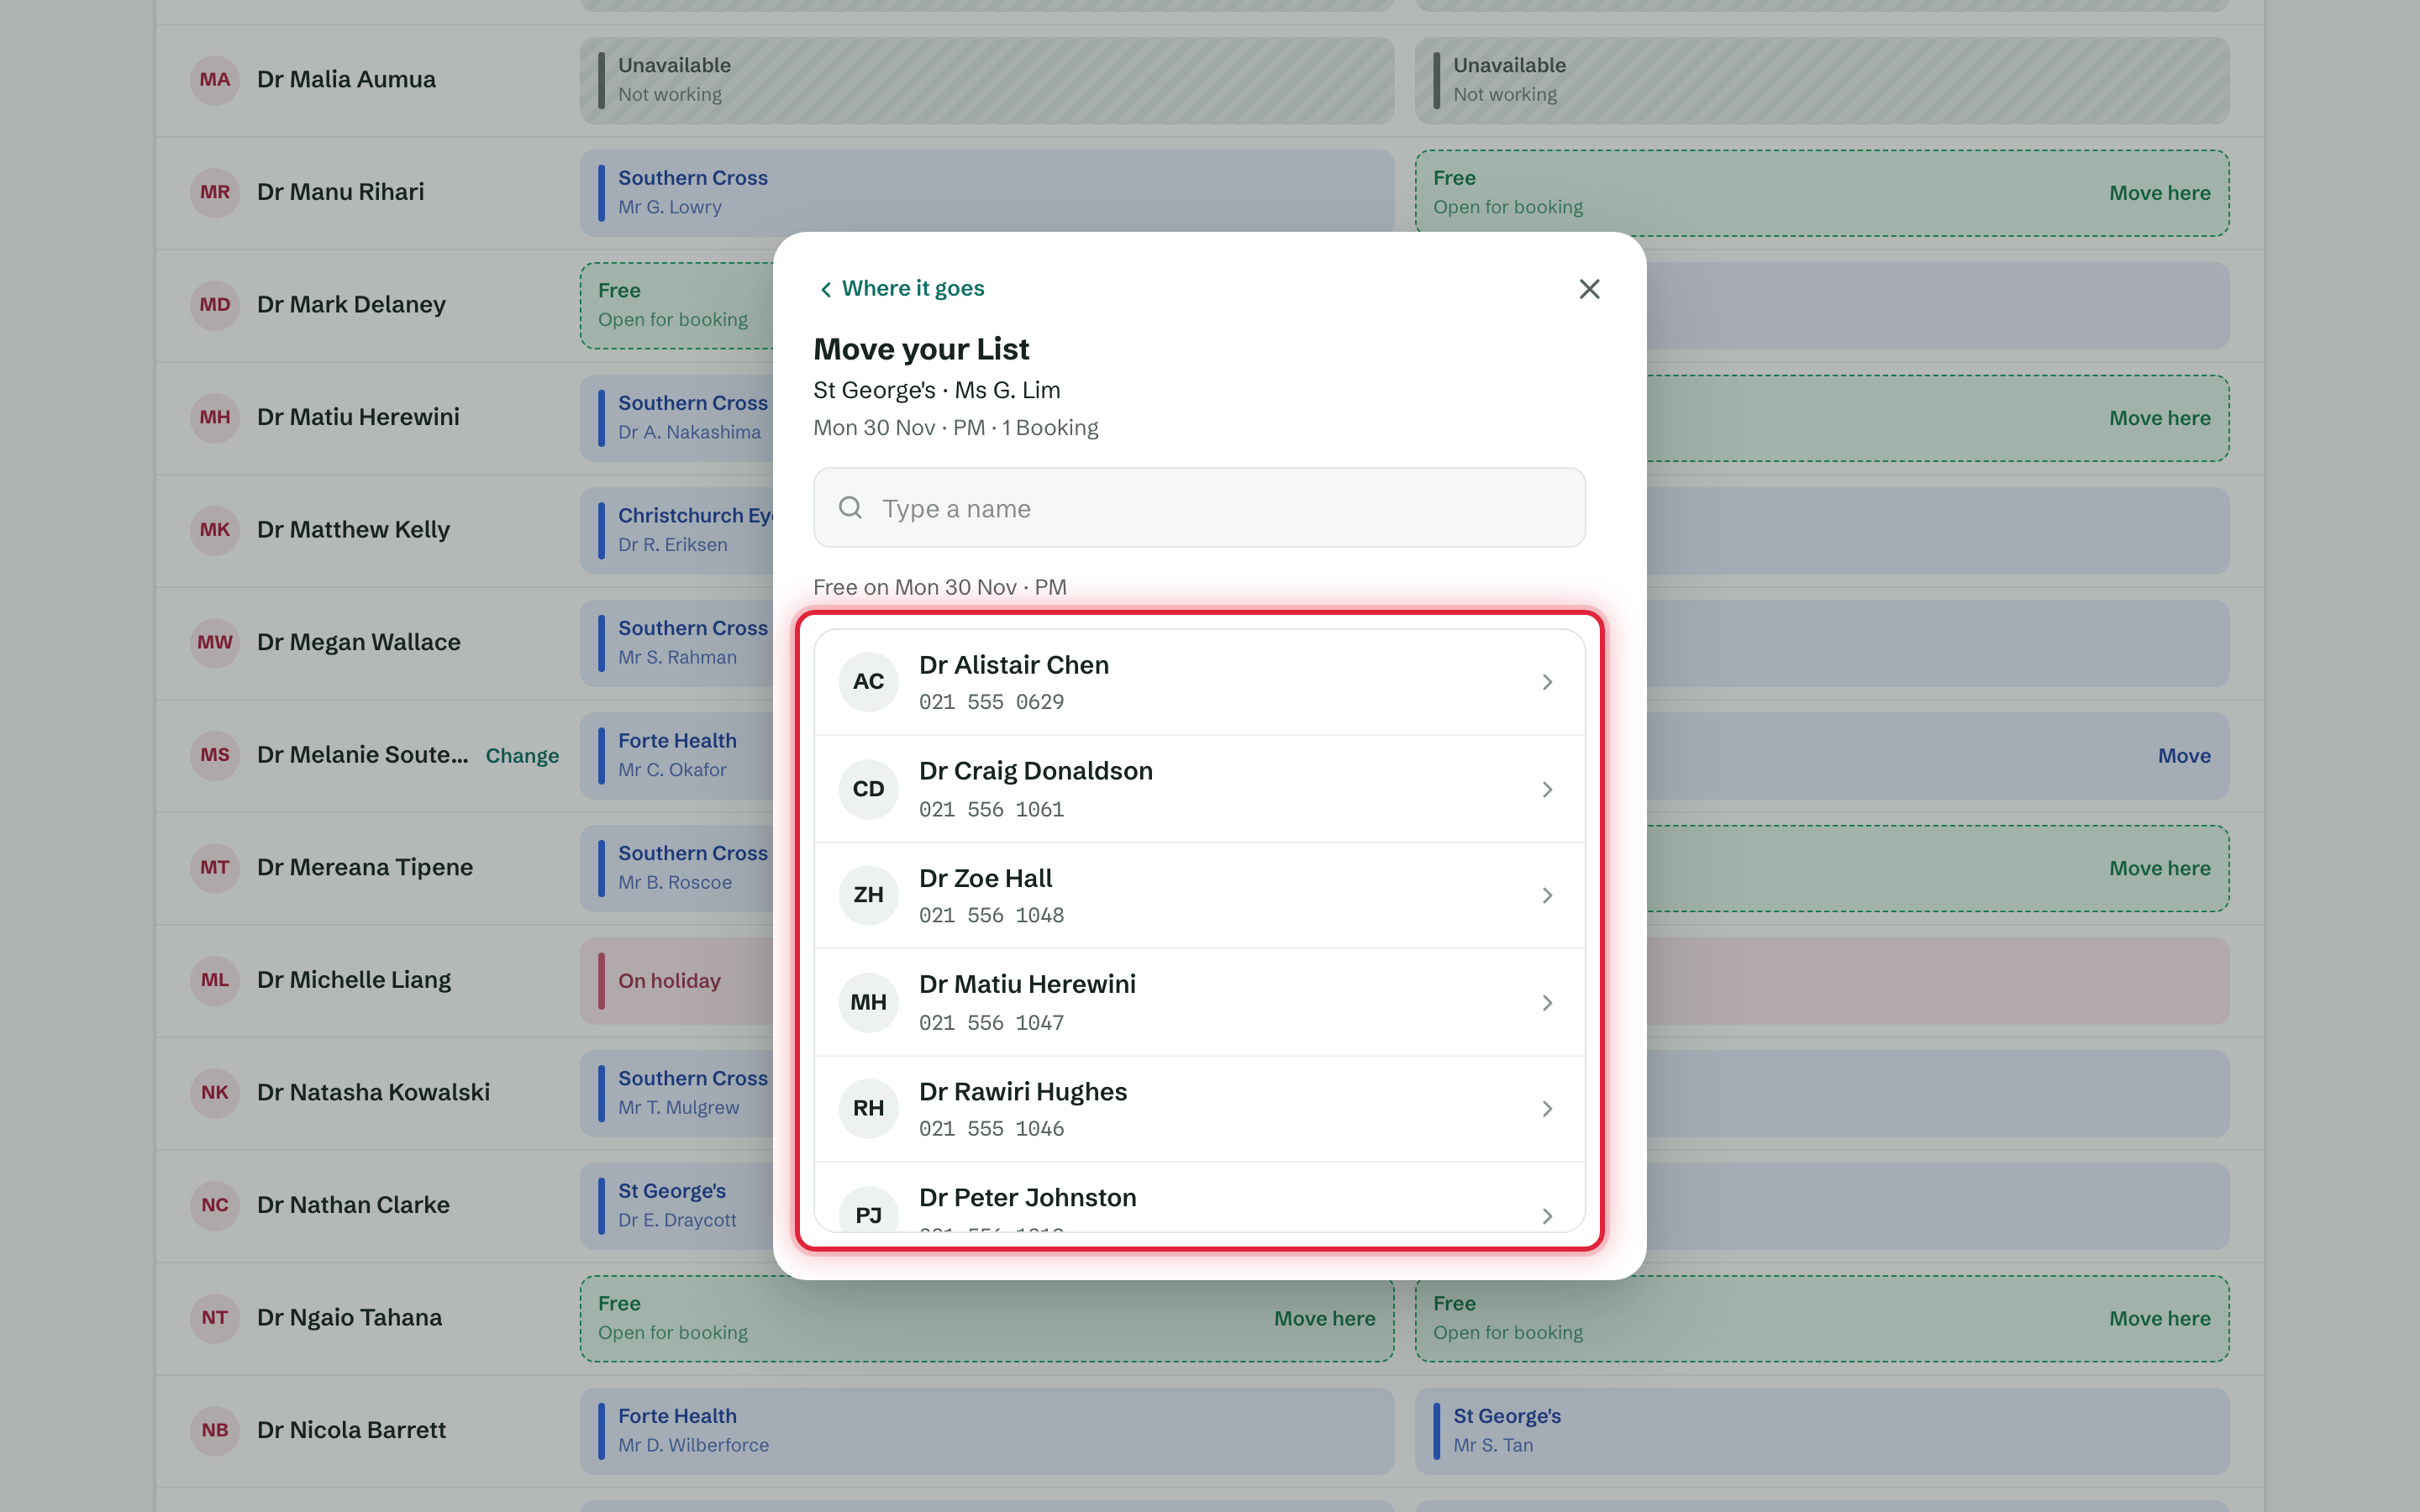 MA Dr Malia Aumua
Unavailable
Not working
Unavailable
Not working
MR Dr Manu Rihari
Southern Cross
Mr G. Lowry
Free
Open for booking
Move here
MD Dr Mark Delaney
Free
Open for booking
MH Dr Matiu Herewini
Southern Cross
Dr A. Nakashima
Move here
MK Dr Matthew Kelly
Christchurch Ey
Dr R. Eriksen
MW Dr Megan Wallace
Southern Cross
Mr S. Rahman
MS Dr Melanie Soute... Change
Forte Health
Mr C. Okafor
Move
MT Dr Mereana Tipene
Southern Cross
Mr B. Roscoe
Move here
ML Dr Michelle Liang
On holiday
NK Dr Natasha Kowalski
Southern Cross
Mr T. Mulgrew
NC Dr Nathan Clarke
St George's
Dr E. Draycott
NT Dr Ngaio Tahana
Free
Open for booking
Move here
Free
Open for booking
Move here
NB Dr Nicola Barrett
Forte Health
Mr D. Wilberforce
St George's
Mr S. Tan
Where it goes
Move your List
St George's · Ms G. Lim
Mon 30 Nov · PM · 1 Booking
Type a name
Free on Mon 30 Nov · PM
AC Dr Alistair Chen
021 555 0629
CD Dr Craig Donaldson
021 556 1061
ZH Dr Zoe Hall
021 556 1048
MH Dr Matiu Herewini
021 556 1047
RH Dr Rawiri Hughes
021 555 1046
PJ Dr Peter Johnston